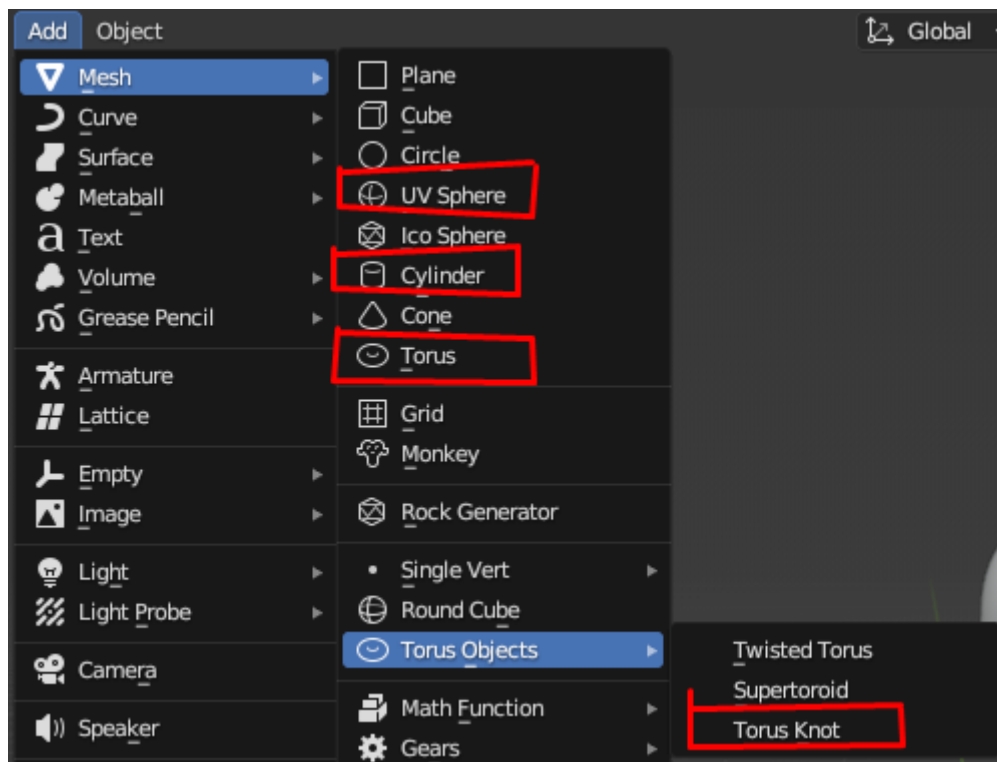 Add Object
Global
Mesh
Curve
Surface
Metaball
Text
Volume
Grease Pencil
Armature
Lattice
Empty
Image
Light
Light Probe
Camera
Speaker
Plane
Cube
Circle
UV Sphere
Ico Sphere
Cylinder
Cone
Torus
Grid
Monkey
Rock Generator
Single Vert
Round Cube
Torus Objects
Math Function
Gears
Twisted Torus
Supertoroid
Torus Knot